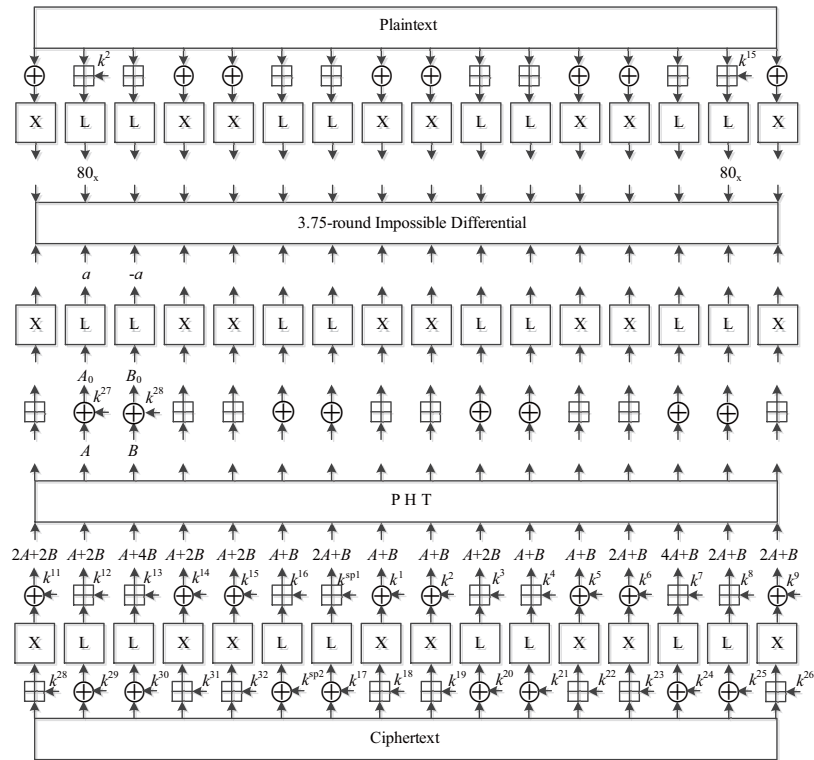 Plaintext
k² k¹⁵
X L L X X L L X X L L X X L L X
80ₓ 80ₓ
3.75-round Impossible Differential
a -a
X L L X X L L X X L L X X L L X
A₀ B₀
k²⁷ k²⁸
A B
P H T
2A+2B A+2B A+4B A+2B A+2B A+B 2A+B A+B A+B A+2B A+B A+B 2A+B 4A+B 2A+B 2A+B
k¹¹ k¹² k¹³ k¹⁴ k¹⁵ k¹⁶ kˢᵖ¹ k¹ k² k³ k⁴ k⁵ k⁶ k⁷ k⁸ k⁹
X L L X X L L X X L L X X L L X
k²⁸ k²⁹ k³⁰ k³¹ k³² kˢᵖ² k¹⁷ k¹⁸ k¹⁹ k²⁰ k²¹ k²² k²³ k²⁴ k²⁵ k²⁶
Ciphertext